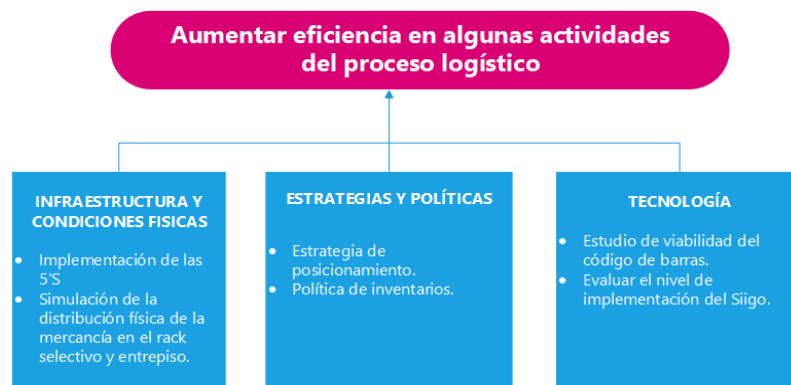 Aumentar eficiencia en algunas actividades
del proceso logístico
INFRAESTRUCTURA Y
CONDICIONES FISICAS
• Implementación de las
5'S
• Simulación de la
distribución física de la
mercancía en el rack
selectivo y entrepiso.
ESTRATEGIAS Y POLÍTICAS
• Estrategia de
posicionamiento.
• Política de inventarios.
TECNOLOGÍA
• Estudio de viabilidad del
código de barras.
• Evaluar el nivel de
implementación del Siigo.